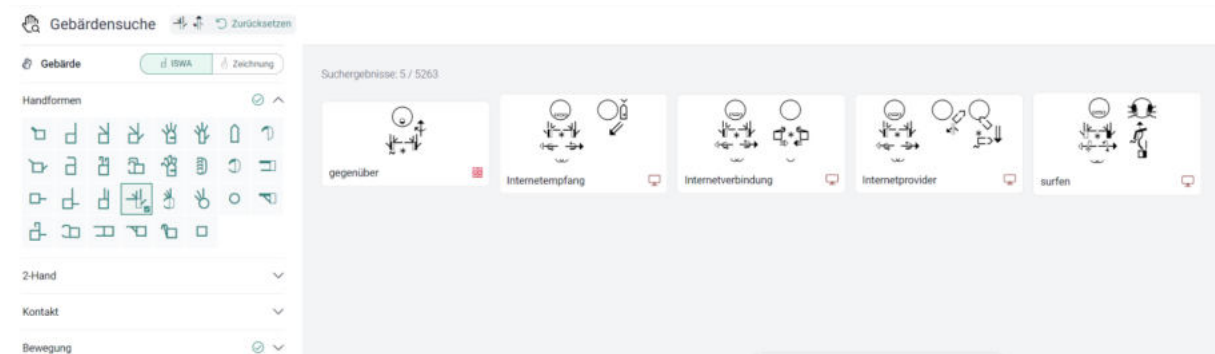 Gebärdensuche
Zurücksetzen
Gebärde
ISWA
Zeichnung
Handformen
2-Hand
Kontakt
Bewegung
Suchergebnisse: 5 / 5263
gegenüber
Internetempfang
Internetverbindung
Internetprovider
surfen